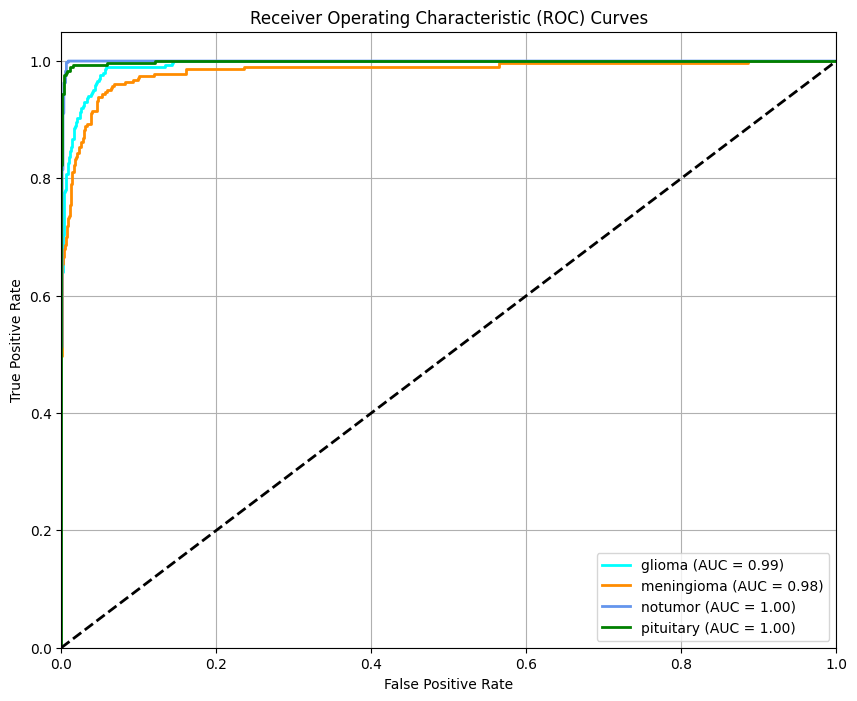 Receiver Operating Characteristic (ROC) Curves
1.0
0.8
0.6
0.4
0.2
0.0
True Positive Rate
glioma (AUC = 0.99)
meningioma (AUC = 0.98)
notumor (AUC = 1.00)
pituitary (AUC = 1.00)
0.0 0.2 0.4 0.6 0.8 1.0
False Positive Rate